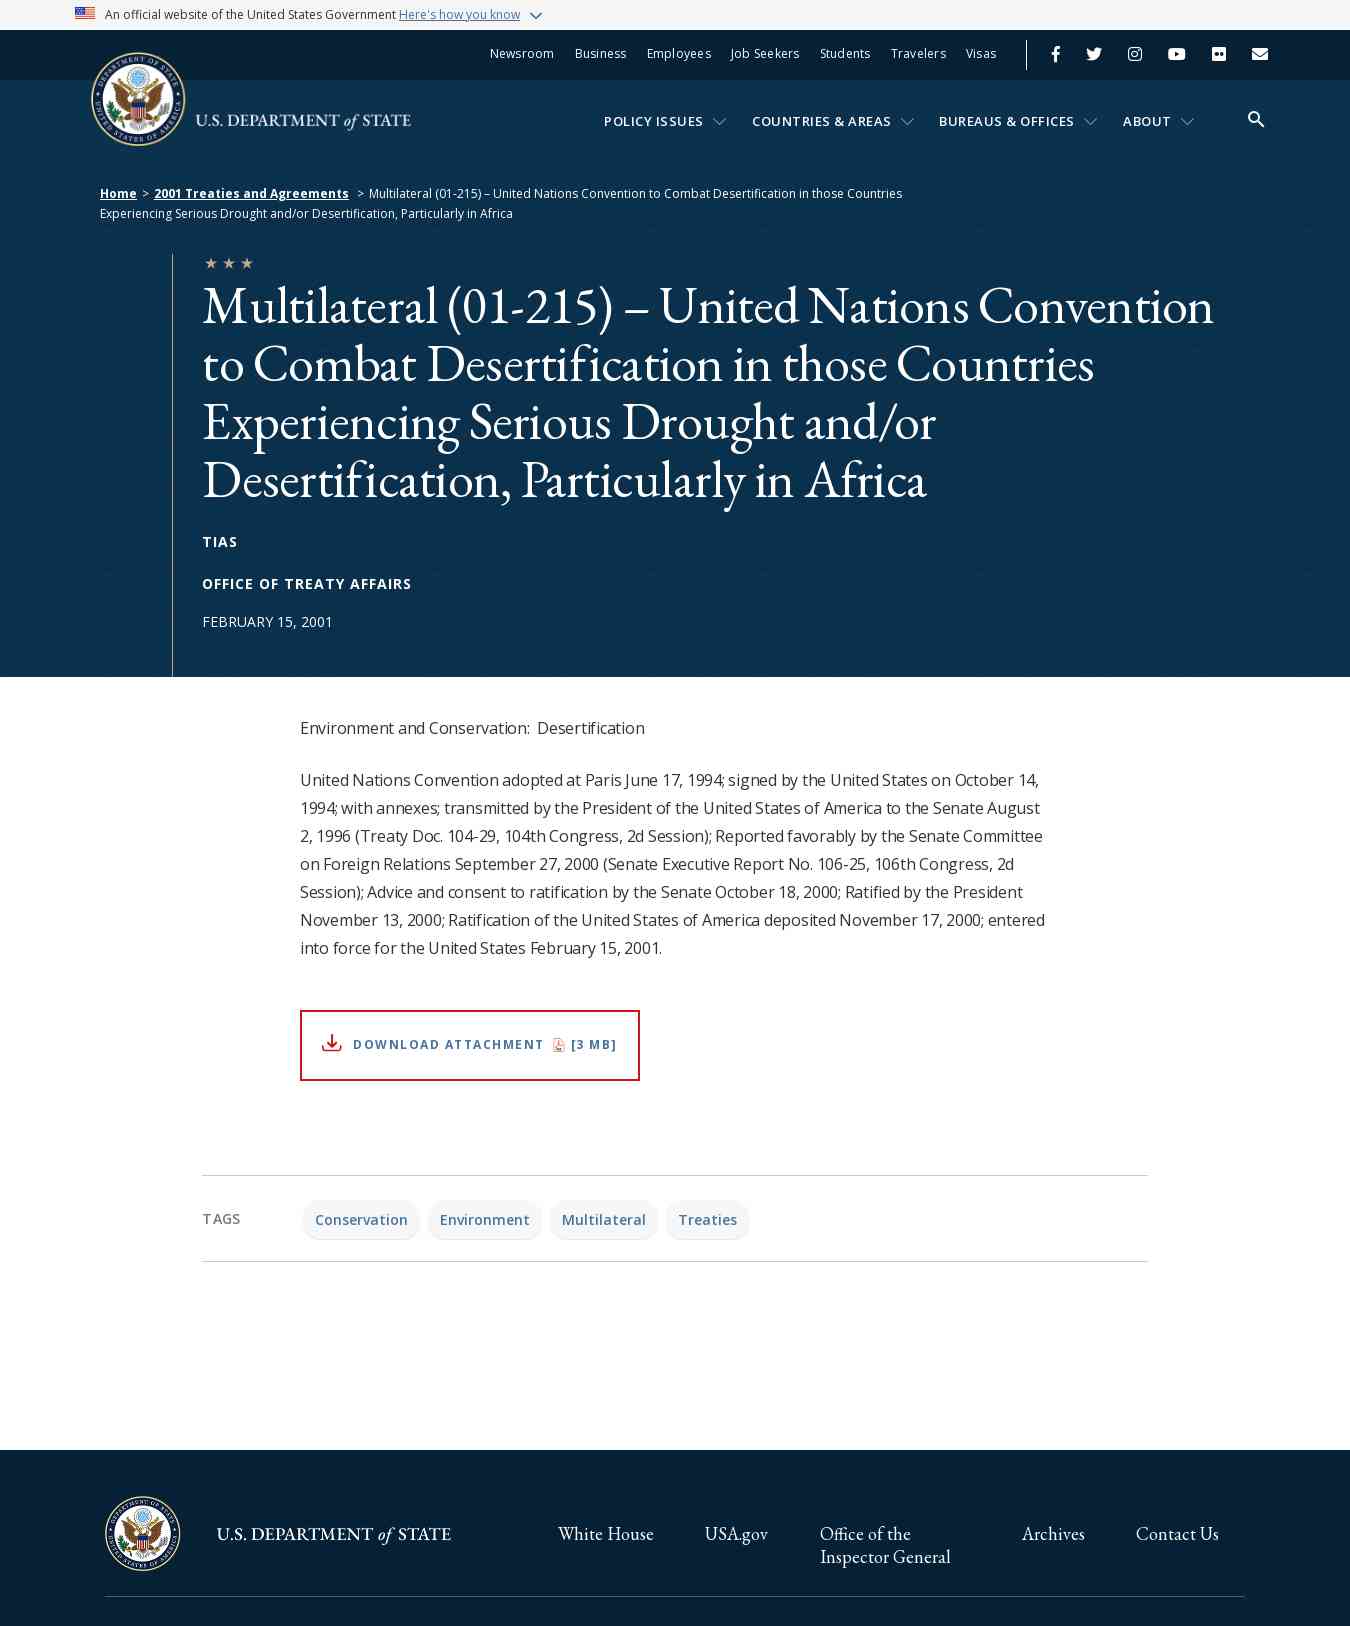 An official website of the United States Government Here's how you know
Newsroom Business Employees Job Seekers Students Travelers Visas
U.S. DEPARTMENT of STATE
POLICY ISSUES COUNTRIES & AREAS BUREAUS & OFFICES ABOUT
Home > 2001 Treaties and Agreements > Multilateral (01-215) – United Nations Convention to Combat Desertification in those Countries
Experiencing Serious Drought and/or Desertification, Particularly in Africa
Multilateral (01-215) – United Nations Convention
to Combat Desertification in those Countries
Experiencing Serious Drought and/or
Desertification, Particularly in Africa
TIAS
OFFICE OF TREATY AFFAIRS
FEBRUARY 15, 2001
Environment and Conservation:  Desertification
United Nations Convention adopted at Paris June 17, 1994; signed by the United States on October 14,
1994; with annexes; transmitted by the President of the United States of America to the Senate August
2, 1996 (Treaty Doc. 104-29, 104th Congress, 2d Session); Reported favorably by the Senate Committee
on Foreign Relations September 27, 2000 (Senate Executive Report No. 106-25, 106th Congress, 2d
Session); Advice and consent to ratification by the Senate October 18, 2000; Ratified by the President
November 13, 2000; Ratification of the United States of America deposited November 17, 2000; entered
into force for the United States February 15, 2001.
DOWNLOAD ATTACHMENT [3 MB]
TAGS Conservation Environment Multilateral Treaties
U.S. DEPARTMENT of STATE
White House USA.gov Office of the Archives Contact Us
Inspector General